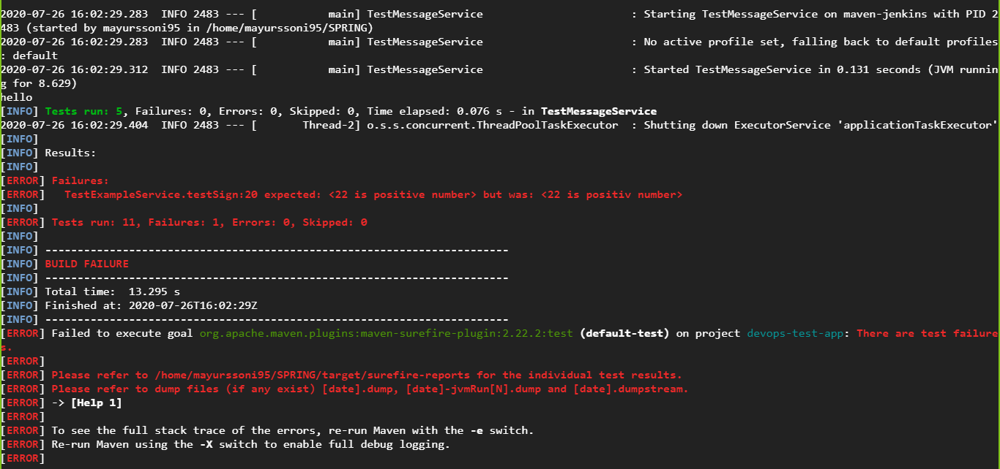 2020-07-26 16:02:29.283  INFO 2483 --- [           main] TestMessageService                       : Starting TestMessageService on maven-jenkins with PID 2
483 (started by mayurssoni95 in /home/mayurssoni95/SPRING)
2020-07-26 16:02:29.283  INFO 2483 --- [           main] TestMessageService                       : No active profile set, falling back to default profiles
: default
2020-07-26 16:02:29.312  INFO 2483 --- [           main] TestMessageService                       : Started TestMessageService in 0.131 seconds (JVM runnin
g for 8.629)
hello
[INFO] Tests run: 5, Failures: 0, Errors: 0, Skipped: 0, Time elapsed: 0.076 s - in TestMessageService
2020-07-26 16:02:29.404  INFO 2483 --- [       Thread-2] o.s.s.concurrent.ThreadPoolTaskExecutor  : Shutting down ExecutorService 'applicationTaskExecutor'
[INFO]
[INFO] Results:
[INFO]
[ERROR] Failures:
[ERROR]   TestExampleService.testSign:20 expected: <22 is positive number> but was: <22 is positiv number>
[INFO]
[ERROR] Tests run: 11, Failures: 1, Errors: 0, Skipped: 0
[INFO]
[INFO] ------------------------------------------------------------------------
[INFO] BUILD FAILURE
[INFO] ------------------------------------------------------------------------
[INFO] Total time:  13.295 s
[INFO] Finished at: 2020-07-26T16:02:29Z
[INFO] ------------------------------------------------------------------------
[ERROR] Failed to execute goal org.apache.maven.plugins:maven-surefire-plugin:2.22.2:test (default-test) on project devops-test-app: There are test failure
s.
[ERROR]
[ERROR] Please refer to /home/mayurssoni95/SPRING/target/surefire-reports for the individual test results.
[ERROR] Please refer to dump files (if any exist) [date].dump, [date]-jvmRun[N].dump and [date].dumpstream.
[ERROR] -> [Help 1]
[ERROR]
[ERROR] To see the full stack trace of the errors, re-run Maven with the -e switch.
[ERROR] Re-run Maven using the -X switch to enable full debug logging.
[ERROR]